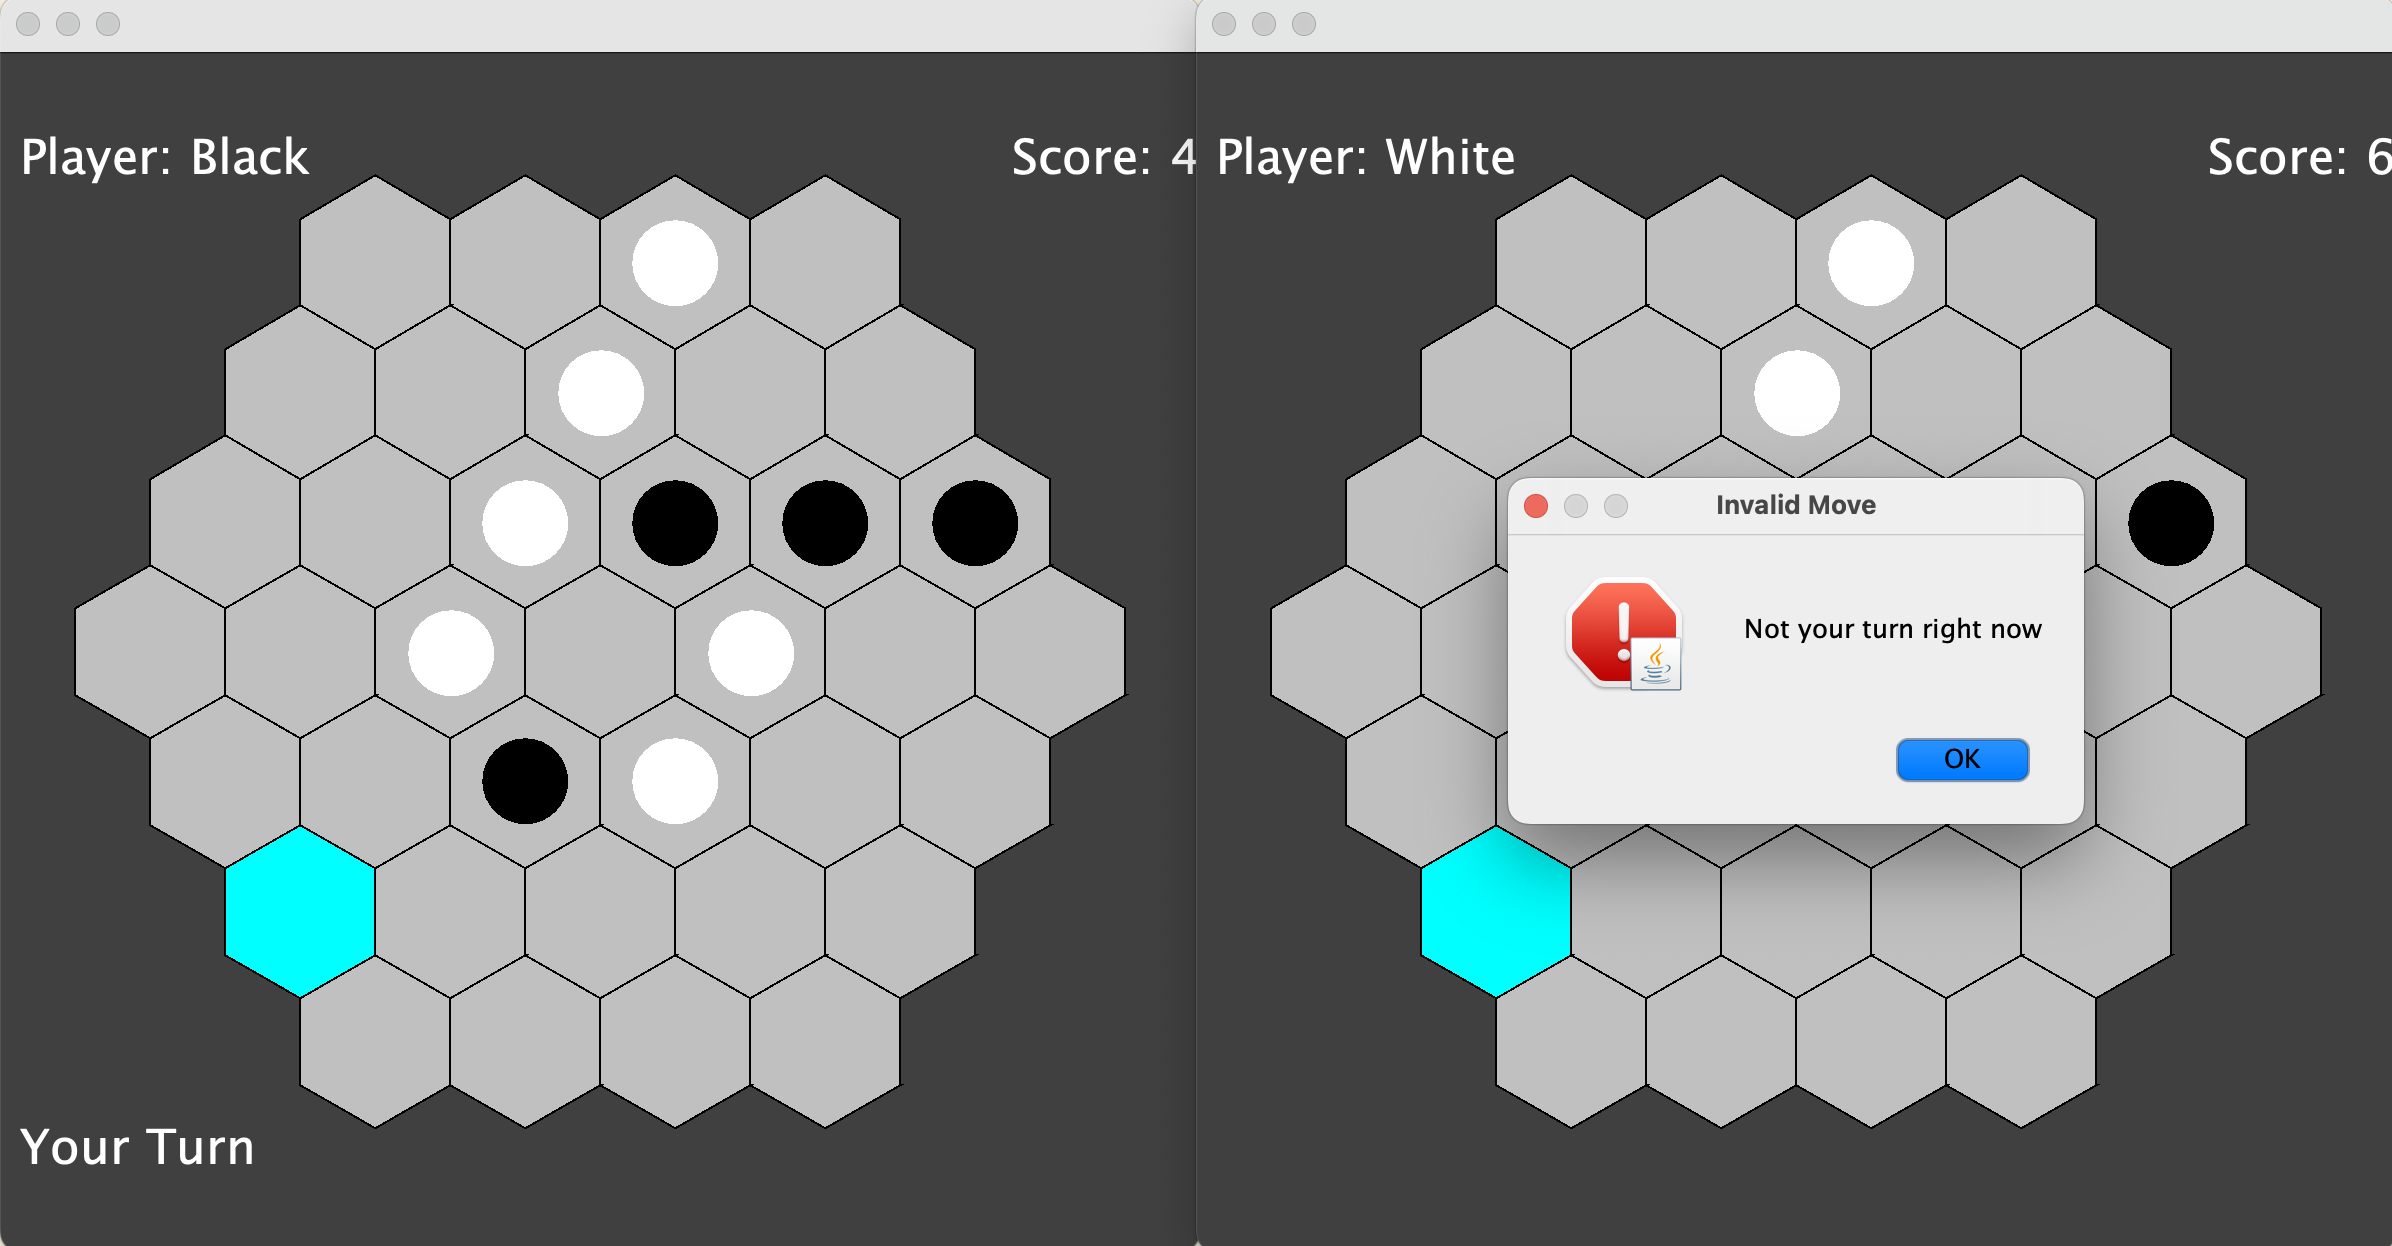 Player: Black
Score: 4
Player: White
Score: 6
Invalid Move
Not your turn right now
OK
Your Turn